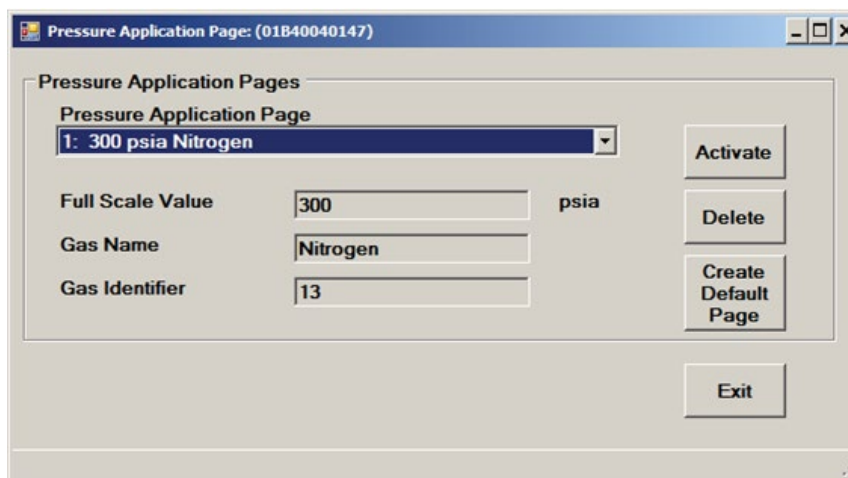 Pressure Application Page: (01B40040147)
Pressure Application Pages
Pressure Application Page
1: 300 psia Nitrogen
Activate
Full Scale Value
300
psia
Delete
Gas Name
Nitrogen
Gas Identifier
13
Create
Default
Page
Exit